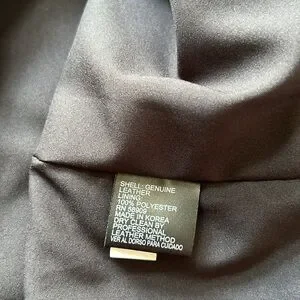 SHELL: GENUINE
LEATHER
LINING
100% POLYESTER
RN 58909
MADE IN KOREA
DRY CLEAN BY
PROFESSIONAL
LEATHER METHOD
VER AL DORSO PARA CUIDADO